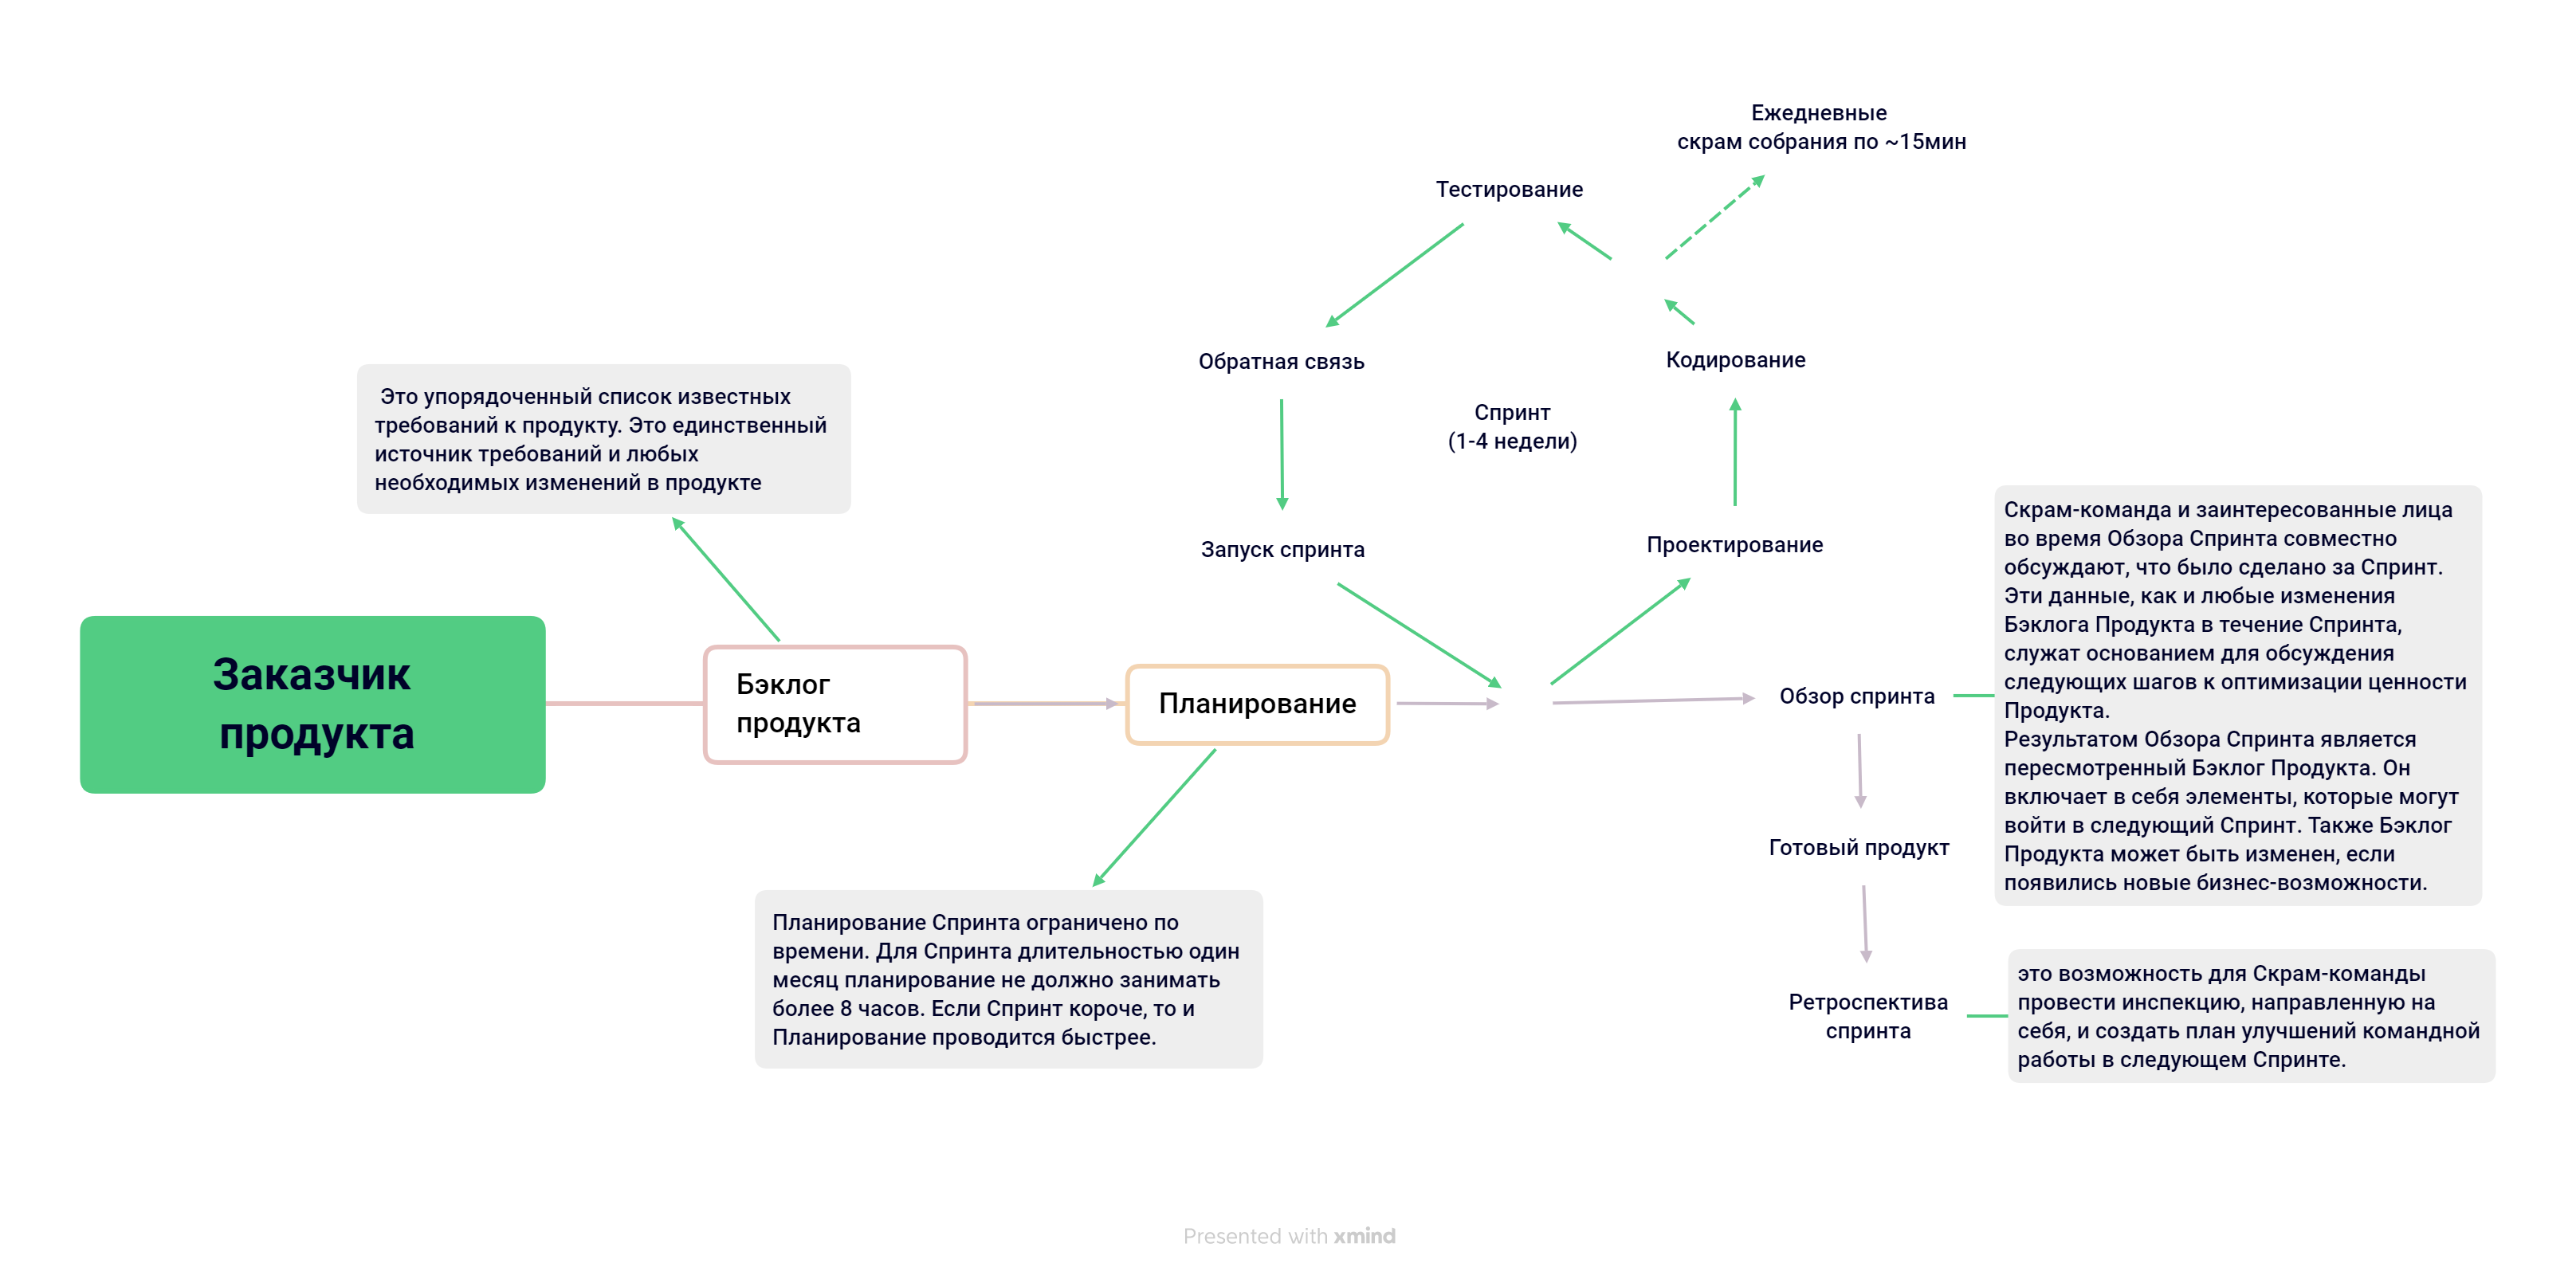 Ежедневные
скрам собрания по ~15мин
Тестирование
Обратная связь
Кодирование
Спринт
(1-4 недели)
Это упорядоченный список известных
требований к продукту. Это единственный
источник требований и любых
необходимых изменений в продукте
Запуск спринта
Проектирование
Заказчик
продукта
Бэклог
продукта
Планирование
Обзор спринта
Скрам-команда и заинтересованные лица
во время Обзора Спринта совместно
обсуждают, что было сделано за Спринт.
Эти данные, как и любые изменения
Бэклога Продукта в течение Спринта,
служат основанием для обсуждения
следующих шагов к оптимизации ценности
Продукта.
Результатом Обзора Спринта является
пересмотренный Бэклог Продукта. Он
включает в себя элементы, которые могут
войти в следующий Спринт. Также Бэклог
Продукта может быть изменен, если
появились новые бизнес-возможности.
Готовый продукт
Планирование Спринта ограничено по
времени. Для Спринта длительностью один
месяц планирование не должно занимать
более 8 часов. Если Спринт короче, то и
Планирование проводится быстрее.
Ретроспектива
спринта
это возможность для Скрам-команды
провести инспекцию, направленную на
себя, и создать план улучшений командной
работы в следующем Спринте.
Presented with xmind